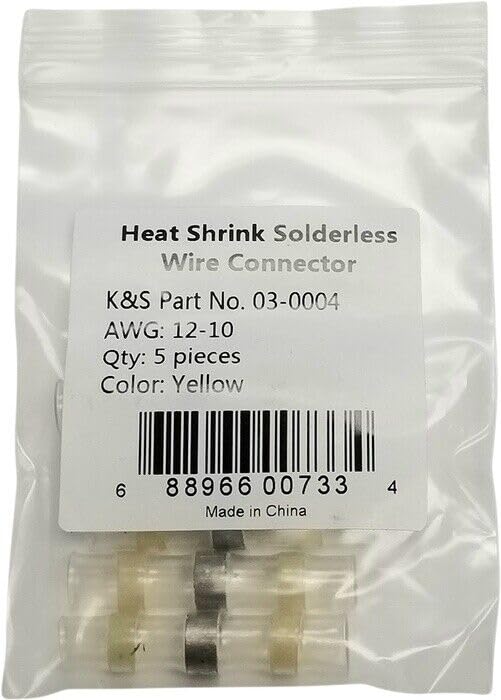 Heat Shrink Solderless
Wire Connector
K&S Part No. 03-0004
AWG: 12-10
Qty: 5 pieces
Color: Yellow
6 88966 00733 4
Made in China